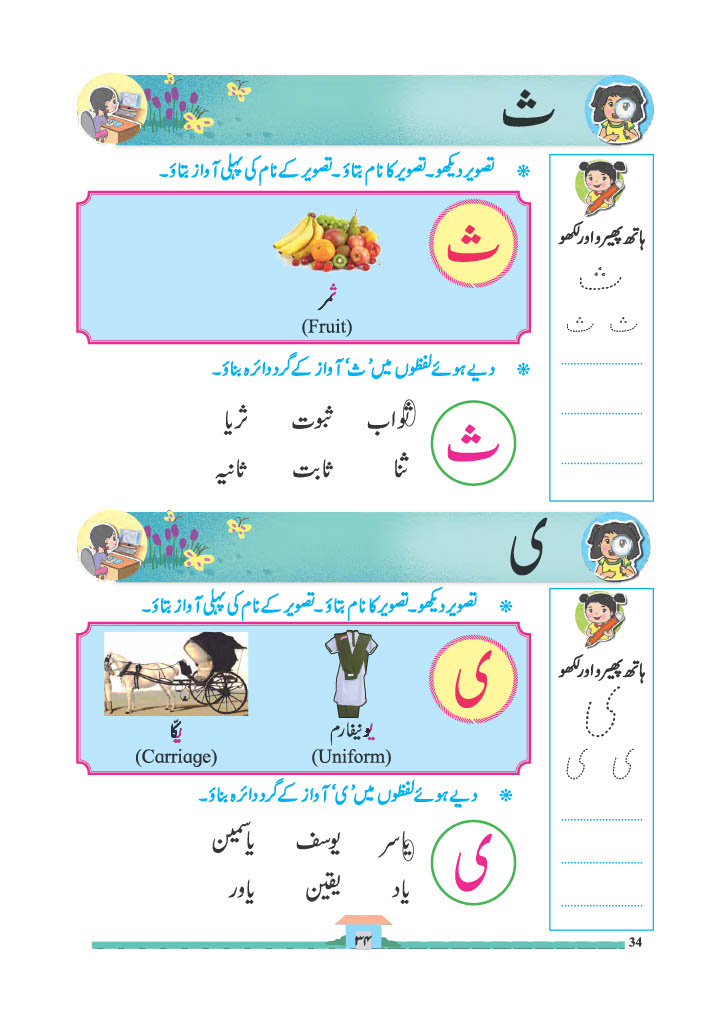 ث
تصویر دیکھو۔ تصویر کا نام بتاؤ۔ تصویر کے نام کی پہلی آواز بتاؤ۔
ث
ثمر
(Fruit)
دیے ہوئے لفظوں میں ’ث‘ آواز کے گرد دائرہ بناؤ۔
ث
ثواب ثبوت ثریا
ثنا ثابت ثانیہ
ہاتھ پھیرو اور لکھو
ث
ث ث
ی
تصویر دیکھو۔ تصویر کا نام بتاؤ۔ تصویر کے نام کی پہلی آواز بتاؤ۔
ی
یونیفارم یکّا
(Uniform) (Carriage)
دیے ہوئے لفظوں میں ’ی‘ آواز کے گرد دائرہ بناؤ۔
ی
یاسر یوسف یاسمین
یاد یقین یاور
ہاتھ پھیرو اور لکھو
ی
ی ی
۳۴
34